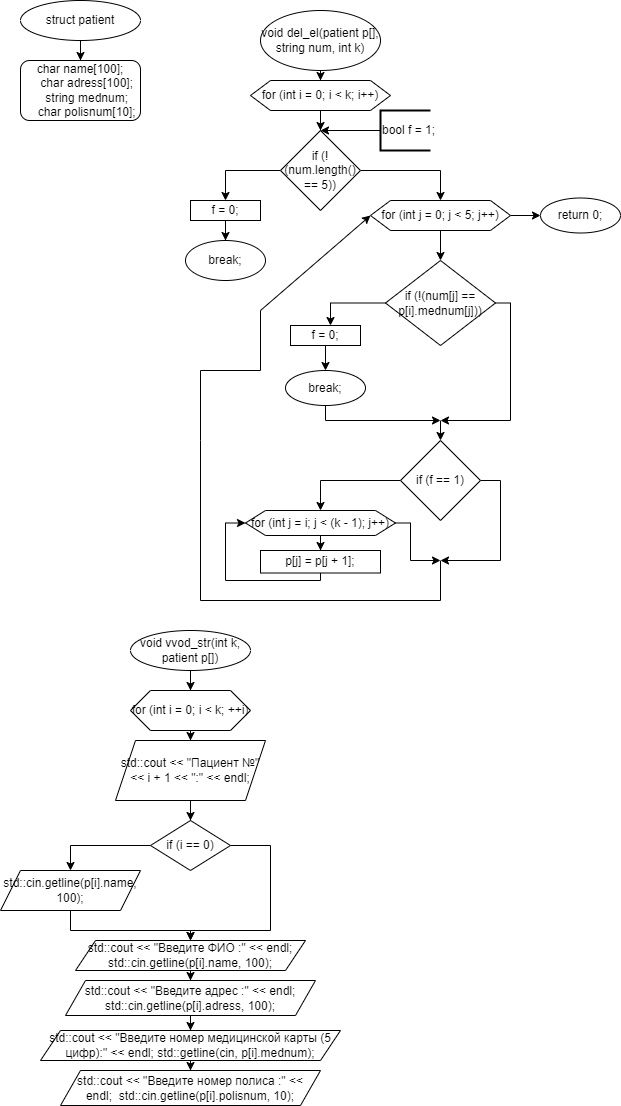 struct patient
char name[100];
char adress[100];
string mednum;
char polisnum[10];
void del_el(patient p[],
string num, int k)
for (int i = 0; i < k; i++)
bool f = 1;
if (!
(num.length()
== 5))
f = 0;
break;
for (int j = 0; j < 5; j++)
return 0;
if (!(num[j] ==
p[i].mednum[j]))
f = 0;
break;
if (f == 1)
for (int j = i; j < (k - 1); j++)
p[j] = p[j + 1];
void vvod_str(int k,
patient p[])
for (int i = 0; i < k; ++i)
std::cout << "Пациент №"
<< i + 1 << ":" << endl;
if (i == 0)
std::cin.getline(p[i].name,
100);
std::cout << "Введите ФИО :" << endl;
std::cin.getline(p[i].name, 100);
std::cout << "Введите адрес :" << endl;
std::cin.getline(p[i].adress, 100);
std::cout << "Введите номер медицинской карты (5
цифр):" << endl; std::getline(cin, p[i].mednum);
std::cout << "Введите номер полиса :" <<
endl; std::cin.getline(p[i].polisnum, 10);